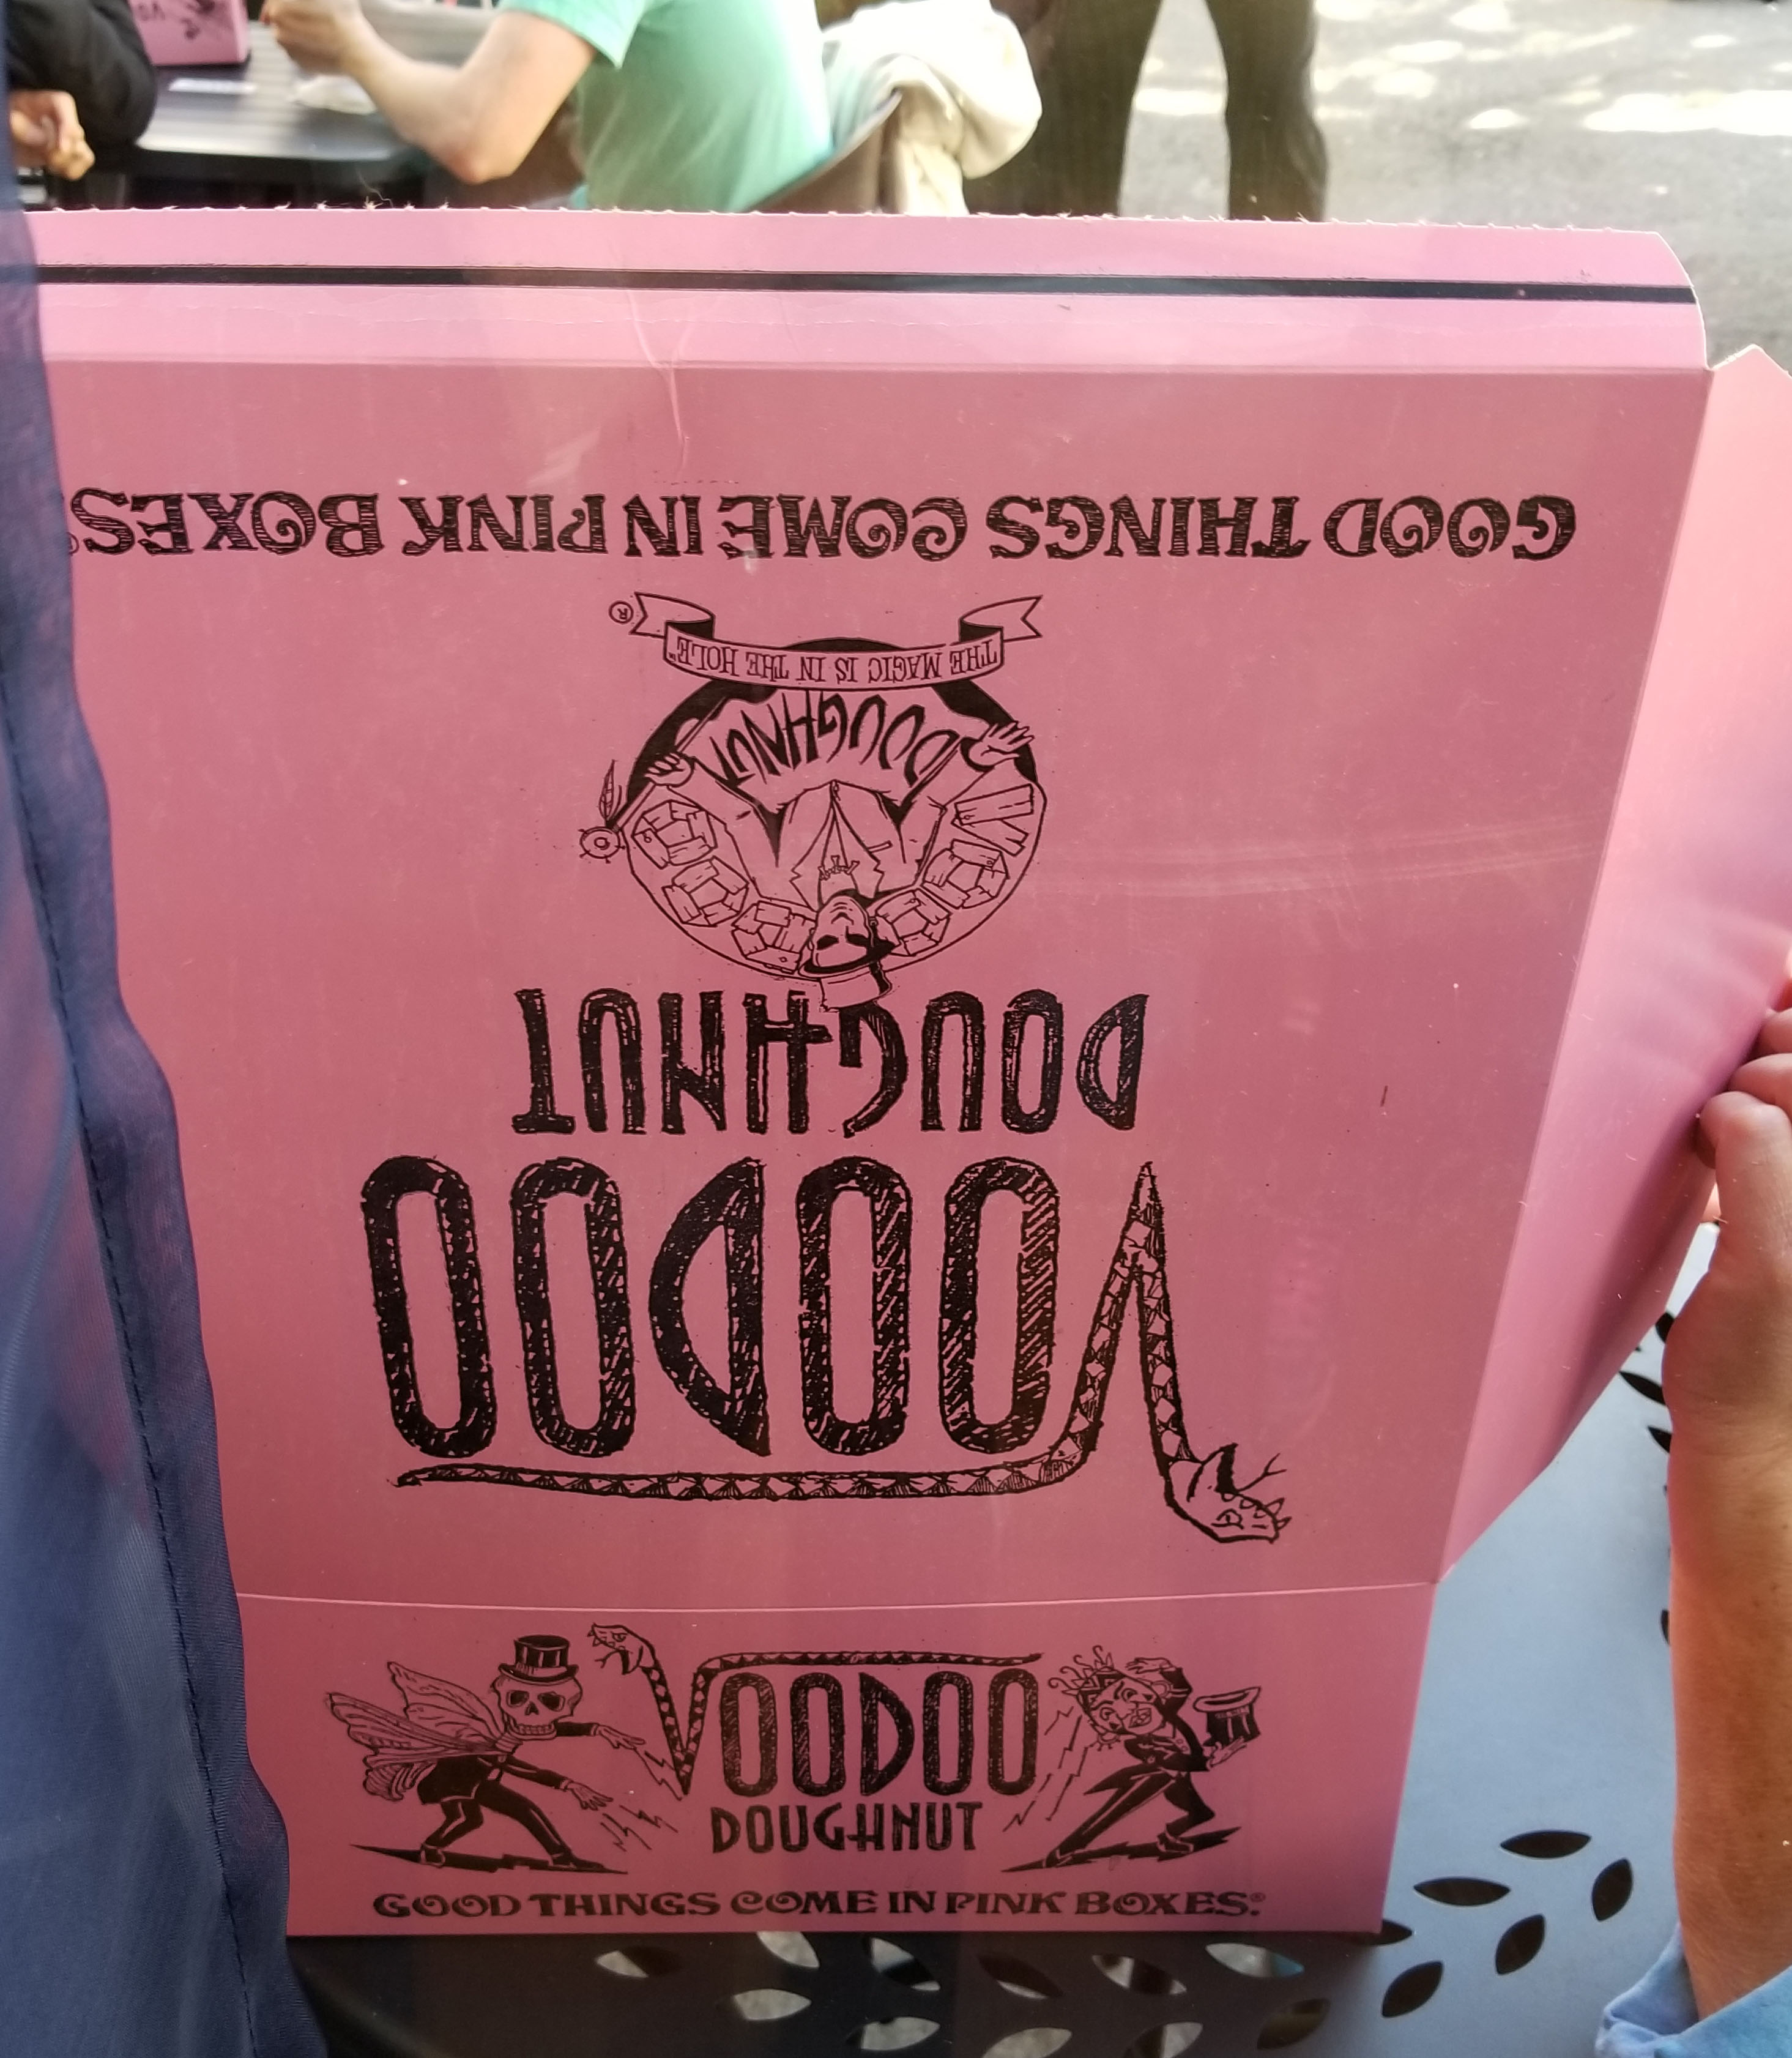 GOOD THINGS COME IN PINK BOXES
THE MAGIC IS IN THE HOLE™
®
DOUGHNUT
DOUGHNUT
VOODOO
VOODOO
DOUGHNUT
GOOD THINGS COME IN PINK BOXES.®